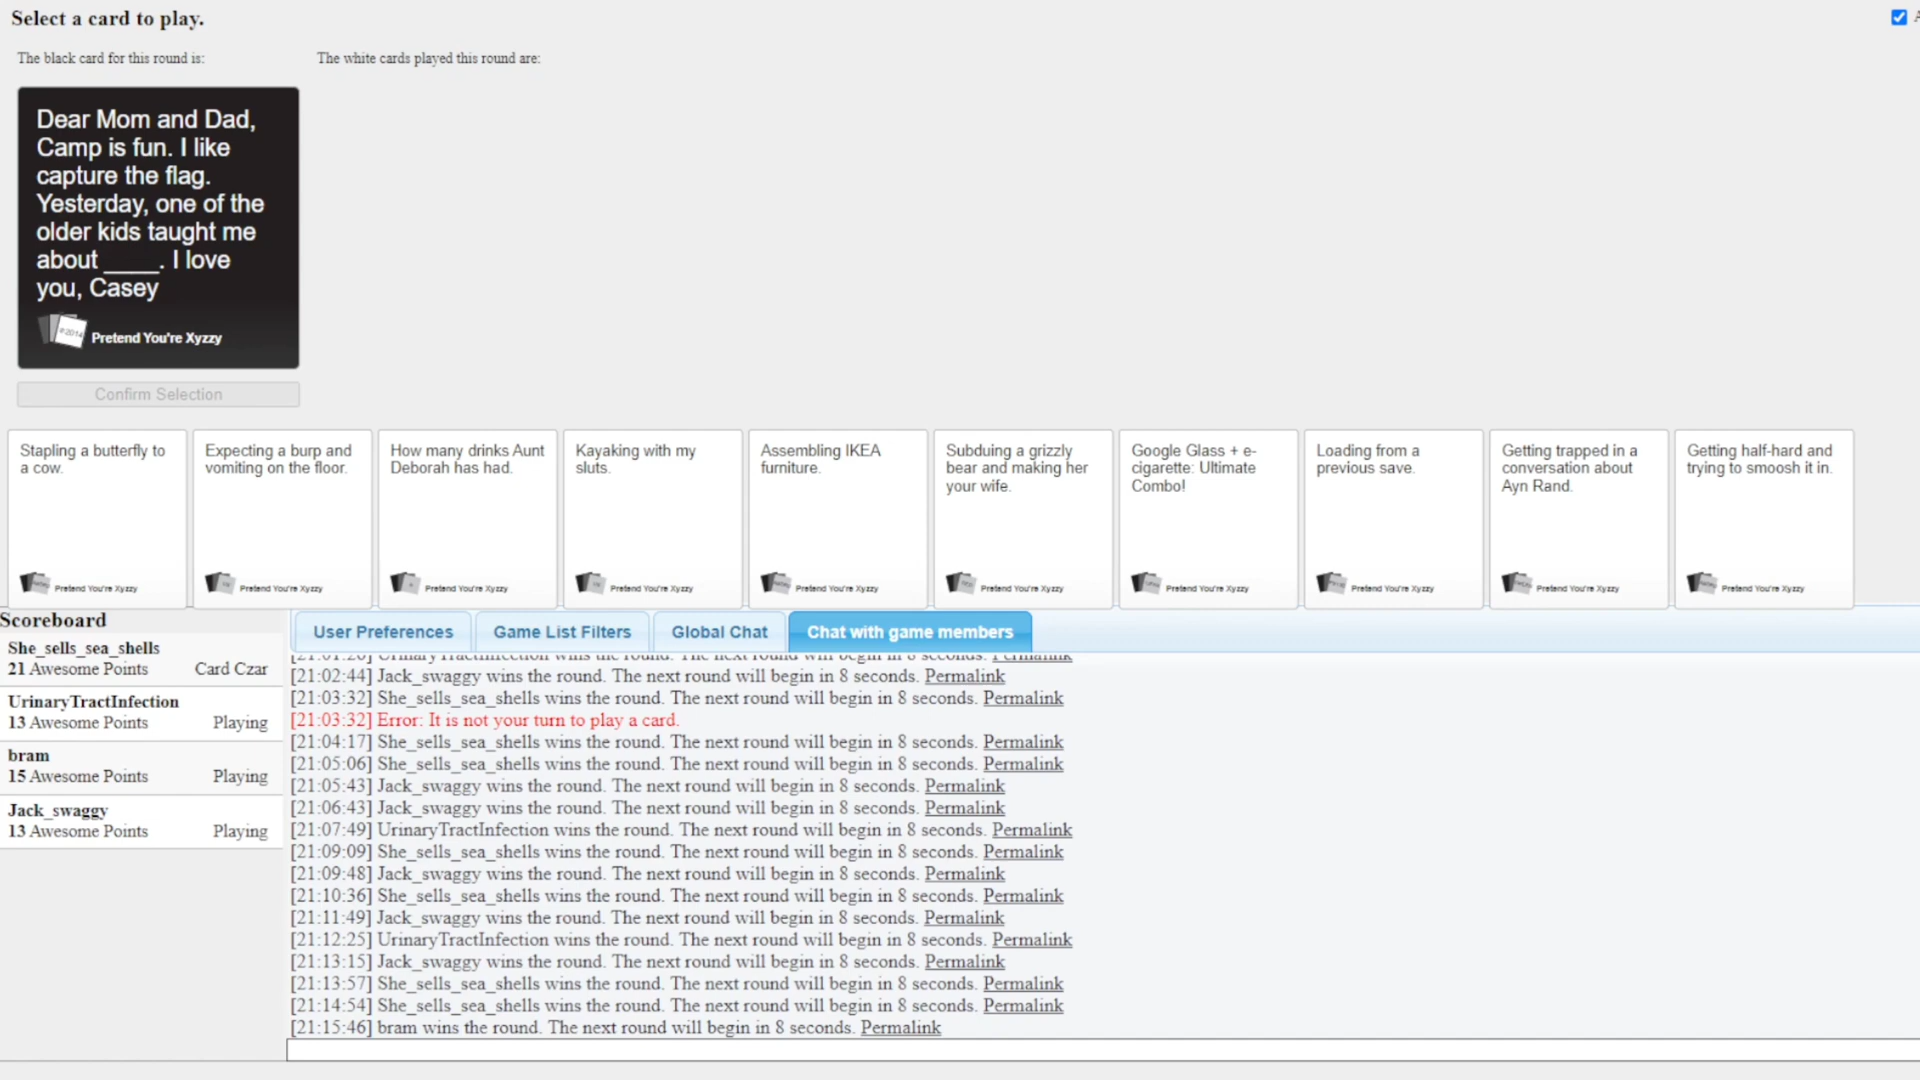 Select a card to play.
The black card for this round is:
The white cards played this round are:
Dear Mom and Dad,
Camp is fun. I like
capture the flag.
Yesterday, one of the
older kids taught me
about ____. I love
you, Casey
Pretend You're Xyzzy
Confirm Selection
Stapling a butterfly to
a cow.
Pretend You're Xyzzy
Expecting a burp and
vomiting on the floor.
Pretend You're Xyzzy
How many drinks Aunt
Deborah has had.
Pretend You're Xyzzy
Kayaking with my
sluts.
Pretend You're Xyzzy
Assembling IKEA
furniture.
Pretend You're Xyzzy
Subduing a grizzly
bear and making her
your wife.
Pretend You're Xyzzy
Google Glass + e-
cigarette: Ultimate
Combo!
Pretend You're Xyzzy
Loading from a
previous save.
Pretend You're Xyzzy
Getting trapped in a
conversation about
Ayn Rand.
Pretend You're Xyzzy
Getting half-hard and
trying to smoosh it in.
Pretend You're Xyzzy
Scoreboard
She_sells_sea_shells
21 Awesome Points Card Czar
UrinaryTractInfection
13 Awesome Points Playing
bram
15 Awesome Points Playing
Jack_swaggy
13 Awesome Points Playing
User Preferences
Game List Filters
Global Chat
Chat with game members
[21:01:20] UrinaryTractInfection wins the round. The next round will begin in 8 seconds. Permalink
[21:02:44] Jack_swaggy wins the round. The next round will begin in 8 seconds. Permalink
[21:03:32] She_sells_sea_shells wins the round. The next round will begin in 8 seconds. Permalink
[21:03:32] Error: It is not your turn to play a card.
[21:04:17] She_sells_sea_shells wins the round. The next round will begin in 8 seconds. Permalink
[21:05:06] She_sells_sea_shells wins the round. The next round will begin in 8 seconds. Permalink
[21:05:43] Jack_swaggy wins the round. The next round will begin in 8 seconds. Permalink
[21:06:43] Jack_swaggy wins the round. The next round will begin in 8 seconds. Permalink
[21:07:49] UrinaryTractInfection wins the round. The next round will begin in 8 seconds. Permalink
[21:09:09] She_sells_sea_shells wins the round. The next round will begin in 8 seconds. Permalink
[21:09:48] Jack_swaggy wins the round. The next round will begin in 8 seconds. Permalink
[21:10:36] She_sells_sea_shells wins the round. The next round will begin in 8 seconds. Permalink
[21:11:49] Jack_swaggy wins the round. The next round will begin in 8 seconds. Permalink
[21:12:25] UrinaryTractInfection wins the round. The next round will begin in 8 seconds. Permalink
[21:13:15] Jack_swaggy wins the round. The next round will begin in 8 seconds. Permalink
[21:13:57] She_sells_sea_shells wins the round. The next round will begin in 8 seconds. Permalink
[21:14:54] She_sells_sea_shells wins the round. The next round will begin in 8 seconds. Permalink
[21:15:46] bram wins the round. The next round will begin in 8 seconds. Permalink